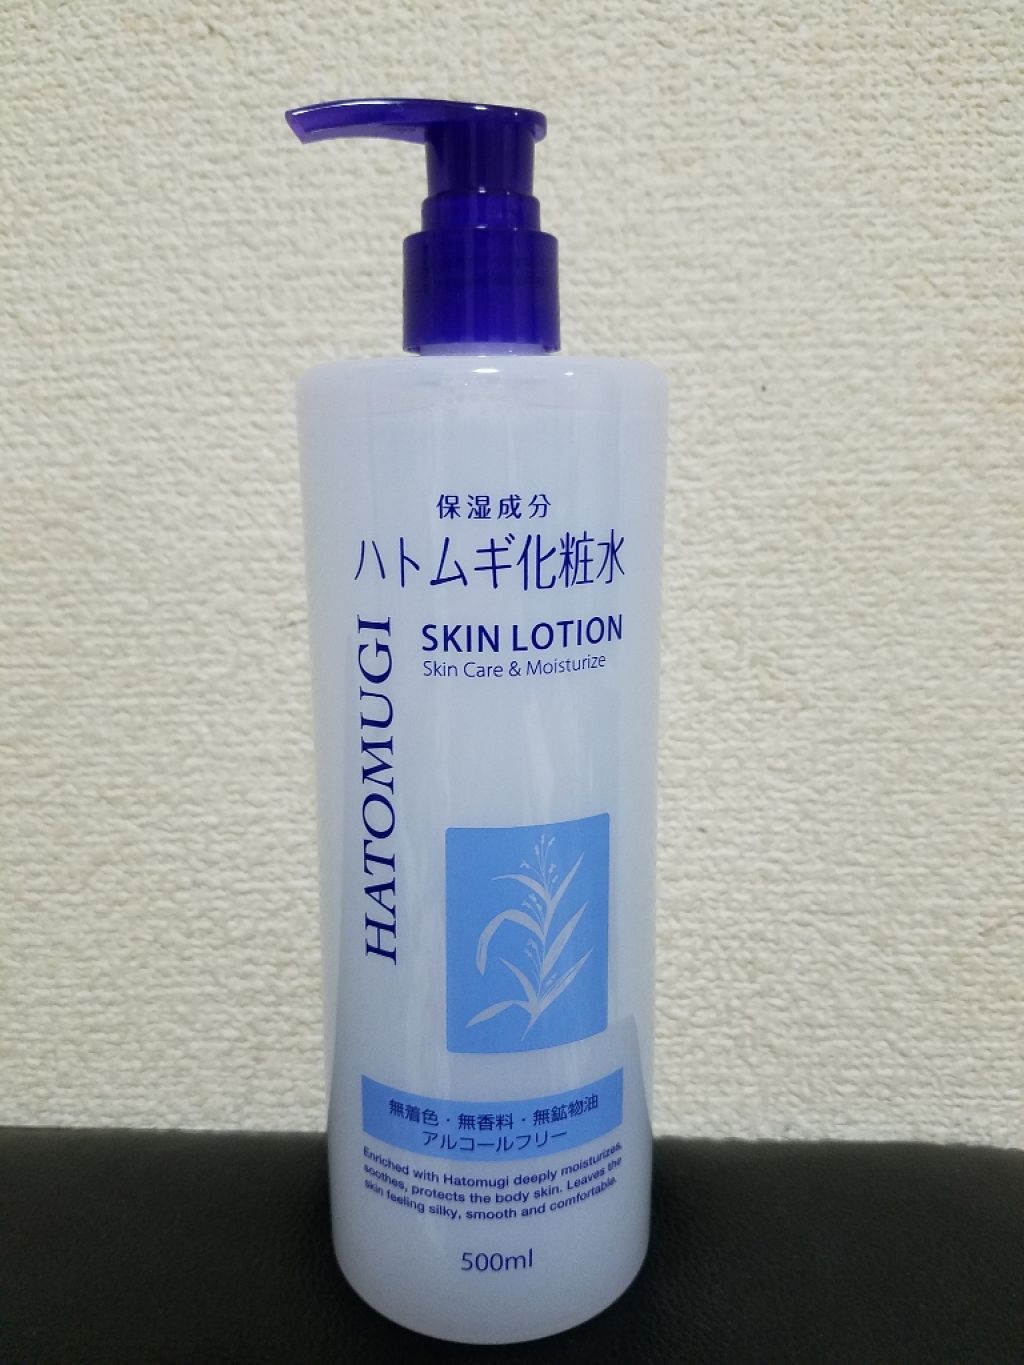 保湿成分
ハトムギ化粧水
SKIN LOTION
Skin Care & Moisturize
HATOMUGI
無着色・無香料・無鉱物油
アルコールフリー
Enriched with Hatomugi deeply moisturizes,
soothes, protects the body skin. Leaves the
skin feeling silky, smooth and comfortable.
500ml